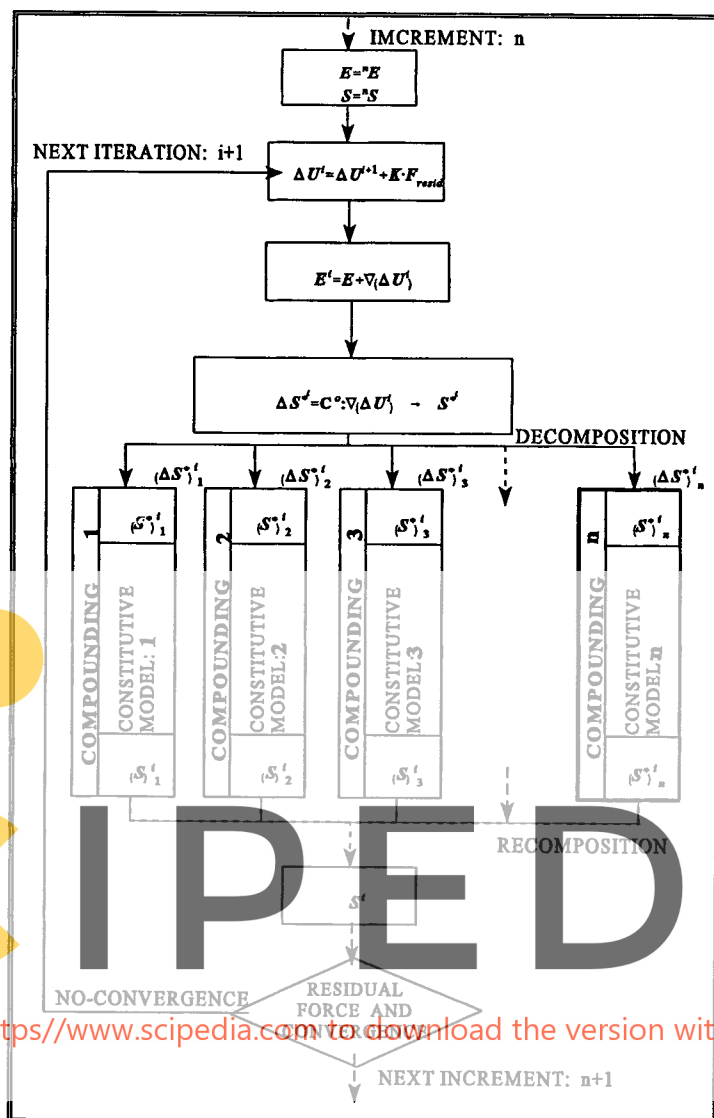 IMCREMENT: n
E=ⁿE
S=ⁿS
NEXT ITERATION: i+1
ΔUⁱ=ΔUⁱ⁺¹+K·F_resid
Eⁱ=E+∇(ΔUⁱ)
ΔS*ⁱ=C°:∇(ΔUⁱ) → S*ⁱ
DECOMPOSITION
(ΔS*)ⁱ₁ (ΔS*)ⁱ₂ (ΔS*)ⁱ₃ (ΔS*)ⁱₙ
COMPOUNDING 1
(S*)ⁱ₁
CONSTITUTIVE
MODEL: 1
(S)ⁱ₁
COMPOUNDING 2
(S*)ⁱ₂
CONSTITUTIVE
MODEL:2
(S)ⁱ₂
COMPOUNDING 3
(S*)ⁱ₃
CONSTITUTIVE
MODEL:3
(S)ⁱ₃
COMPOUNDING n
(S*)ⁱₙ
CONSTITUTIVE
MODEL:n
(S*)ⁱₙ
RECOMPOSITION
IPED
Sⁱ
NO-CONVERGENCE
RESIDUAL
FORCE AND
CONVERGENCE
tps//www.scipedia.com to download the version wit
NEXT INCREMENT: n+1